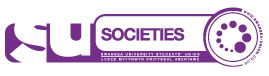 su
SOCIETIES
SWANSEA UNIVERSITY STUDENTS' UNION
UNDEB MYFYRWYR PRIFYSGOL ABERTAWE